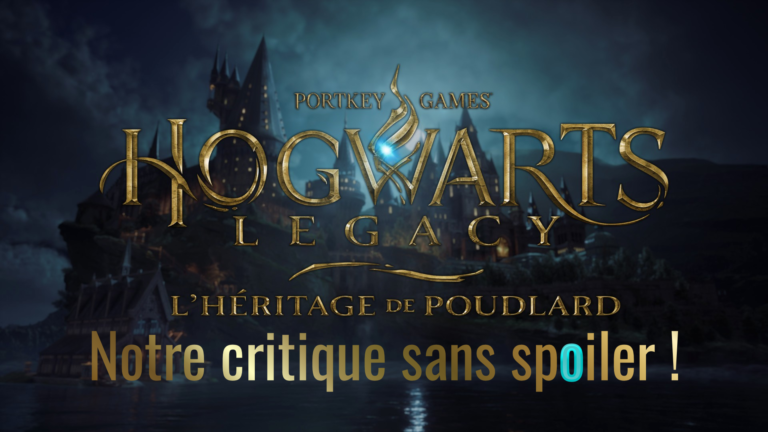 PORTKEY GAMES
HOGWARTS
LEGACY
L'HÉRITAGE DE POUDLARD
Notre critique sans spoiler !